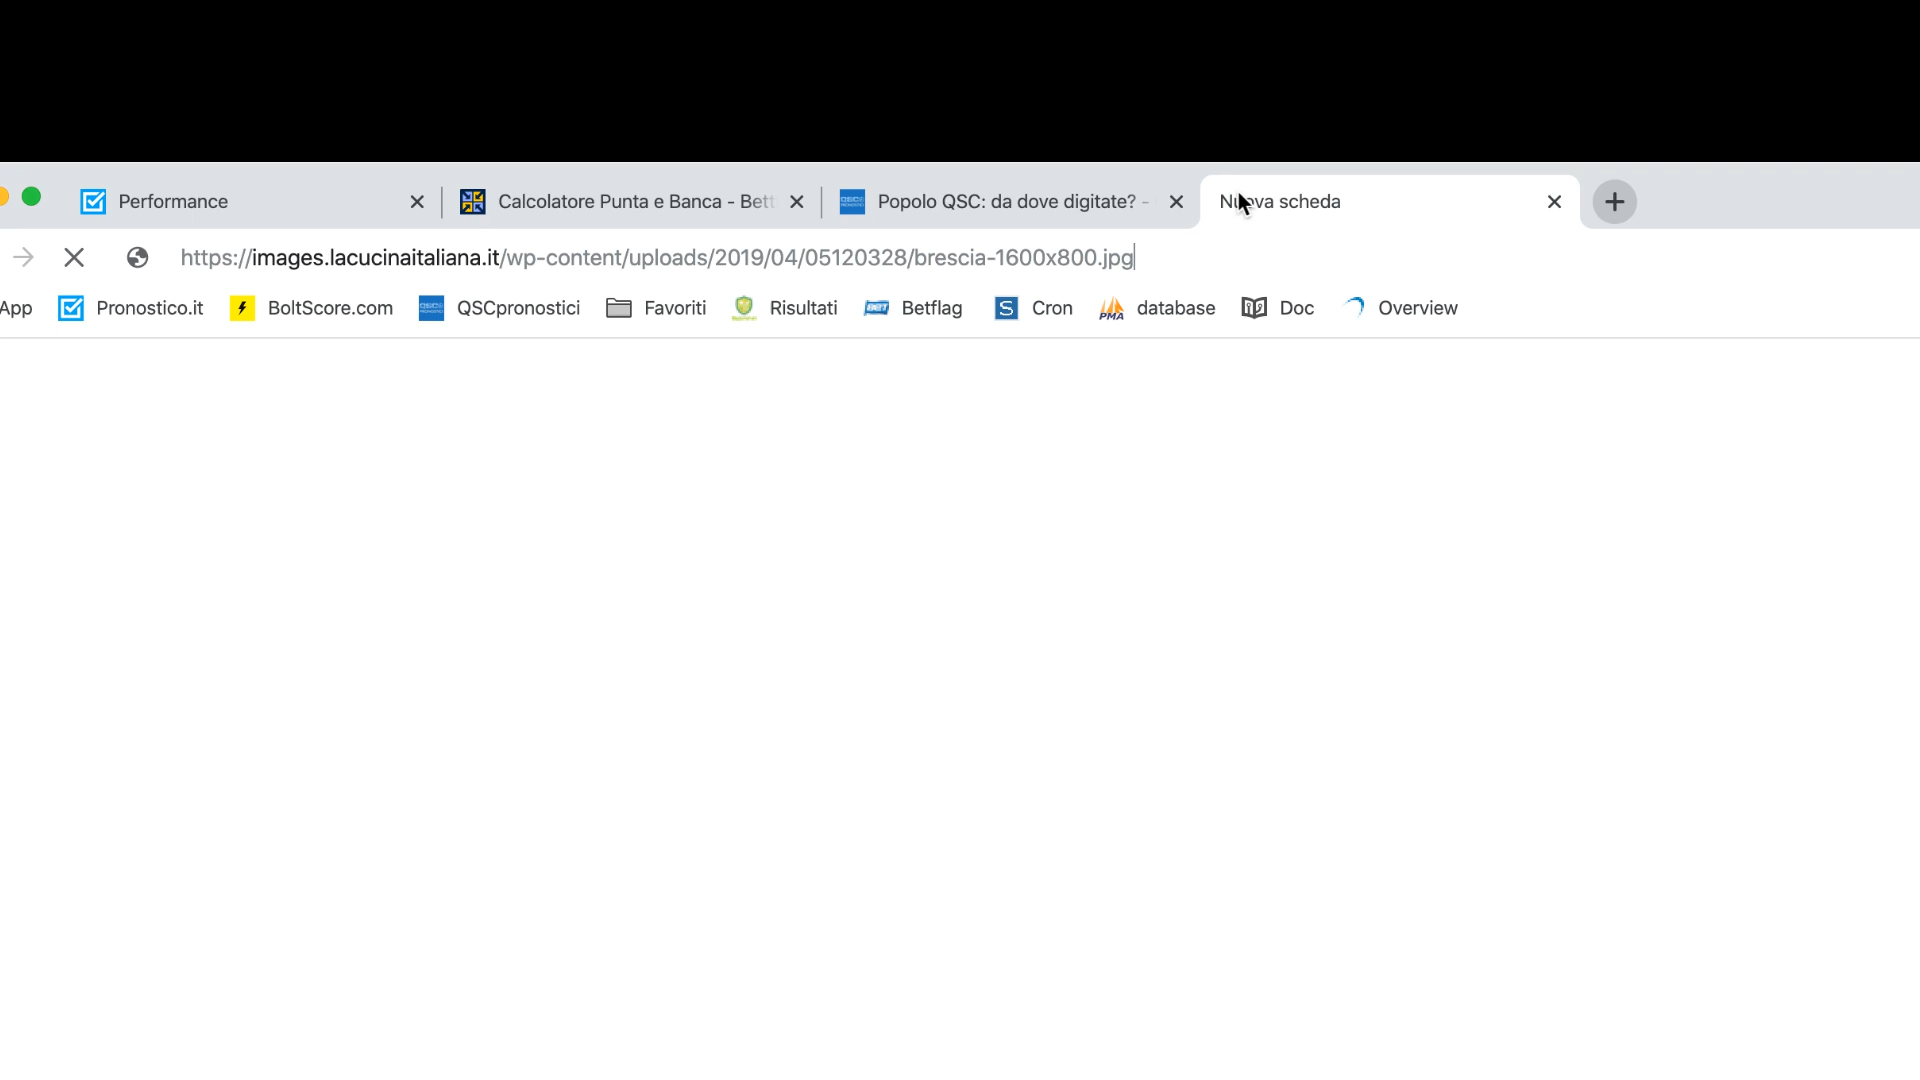 Performance Calcolatore Punta e Banca - Bett Popolo QSC: da dove digitate? - Nuova scheda
https://images.lacucinaitaliana.it/wp-content/uploads/2019/04/05120328/brescia-1600x800.jpg
App Pronostico.it BoltScore.com QSCpronostici Favoriti Risultati Betflag Cron database Doc Overview